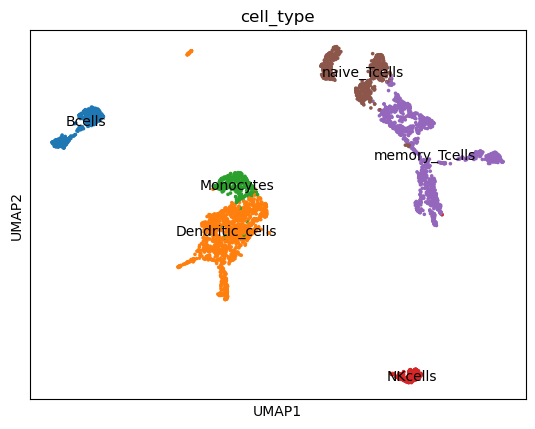 cell_type
naive_Tcells
Bcells
memory_Tcells
Monocytes
Dendritic_cells
NKcells
UMAP2
UMAP1